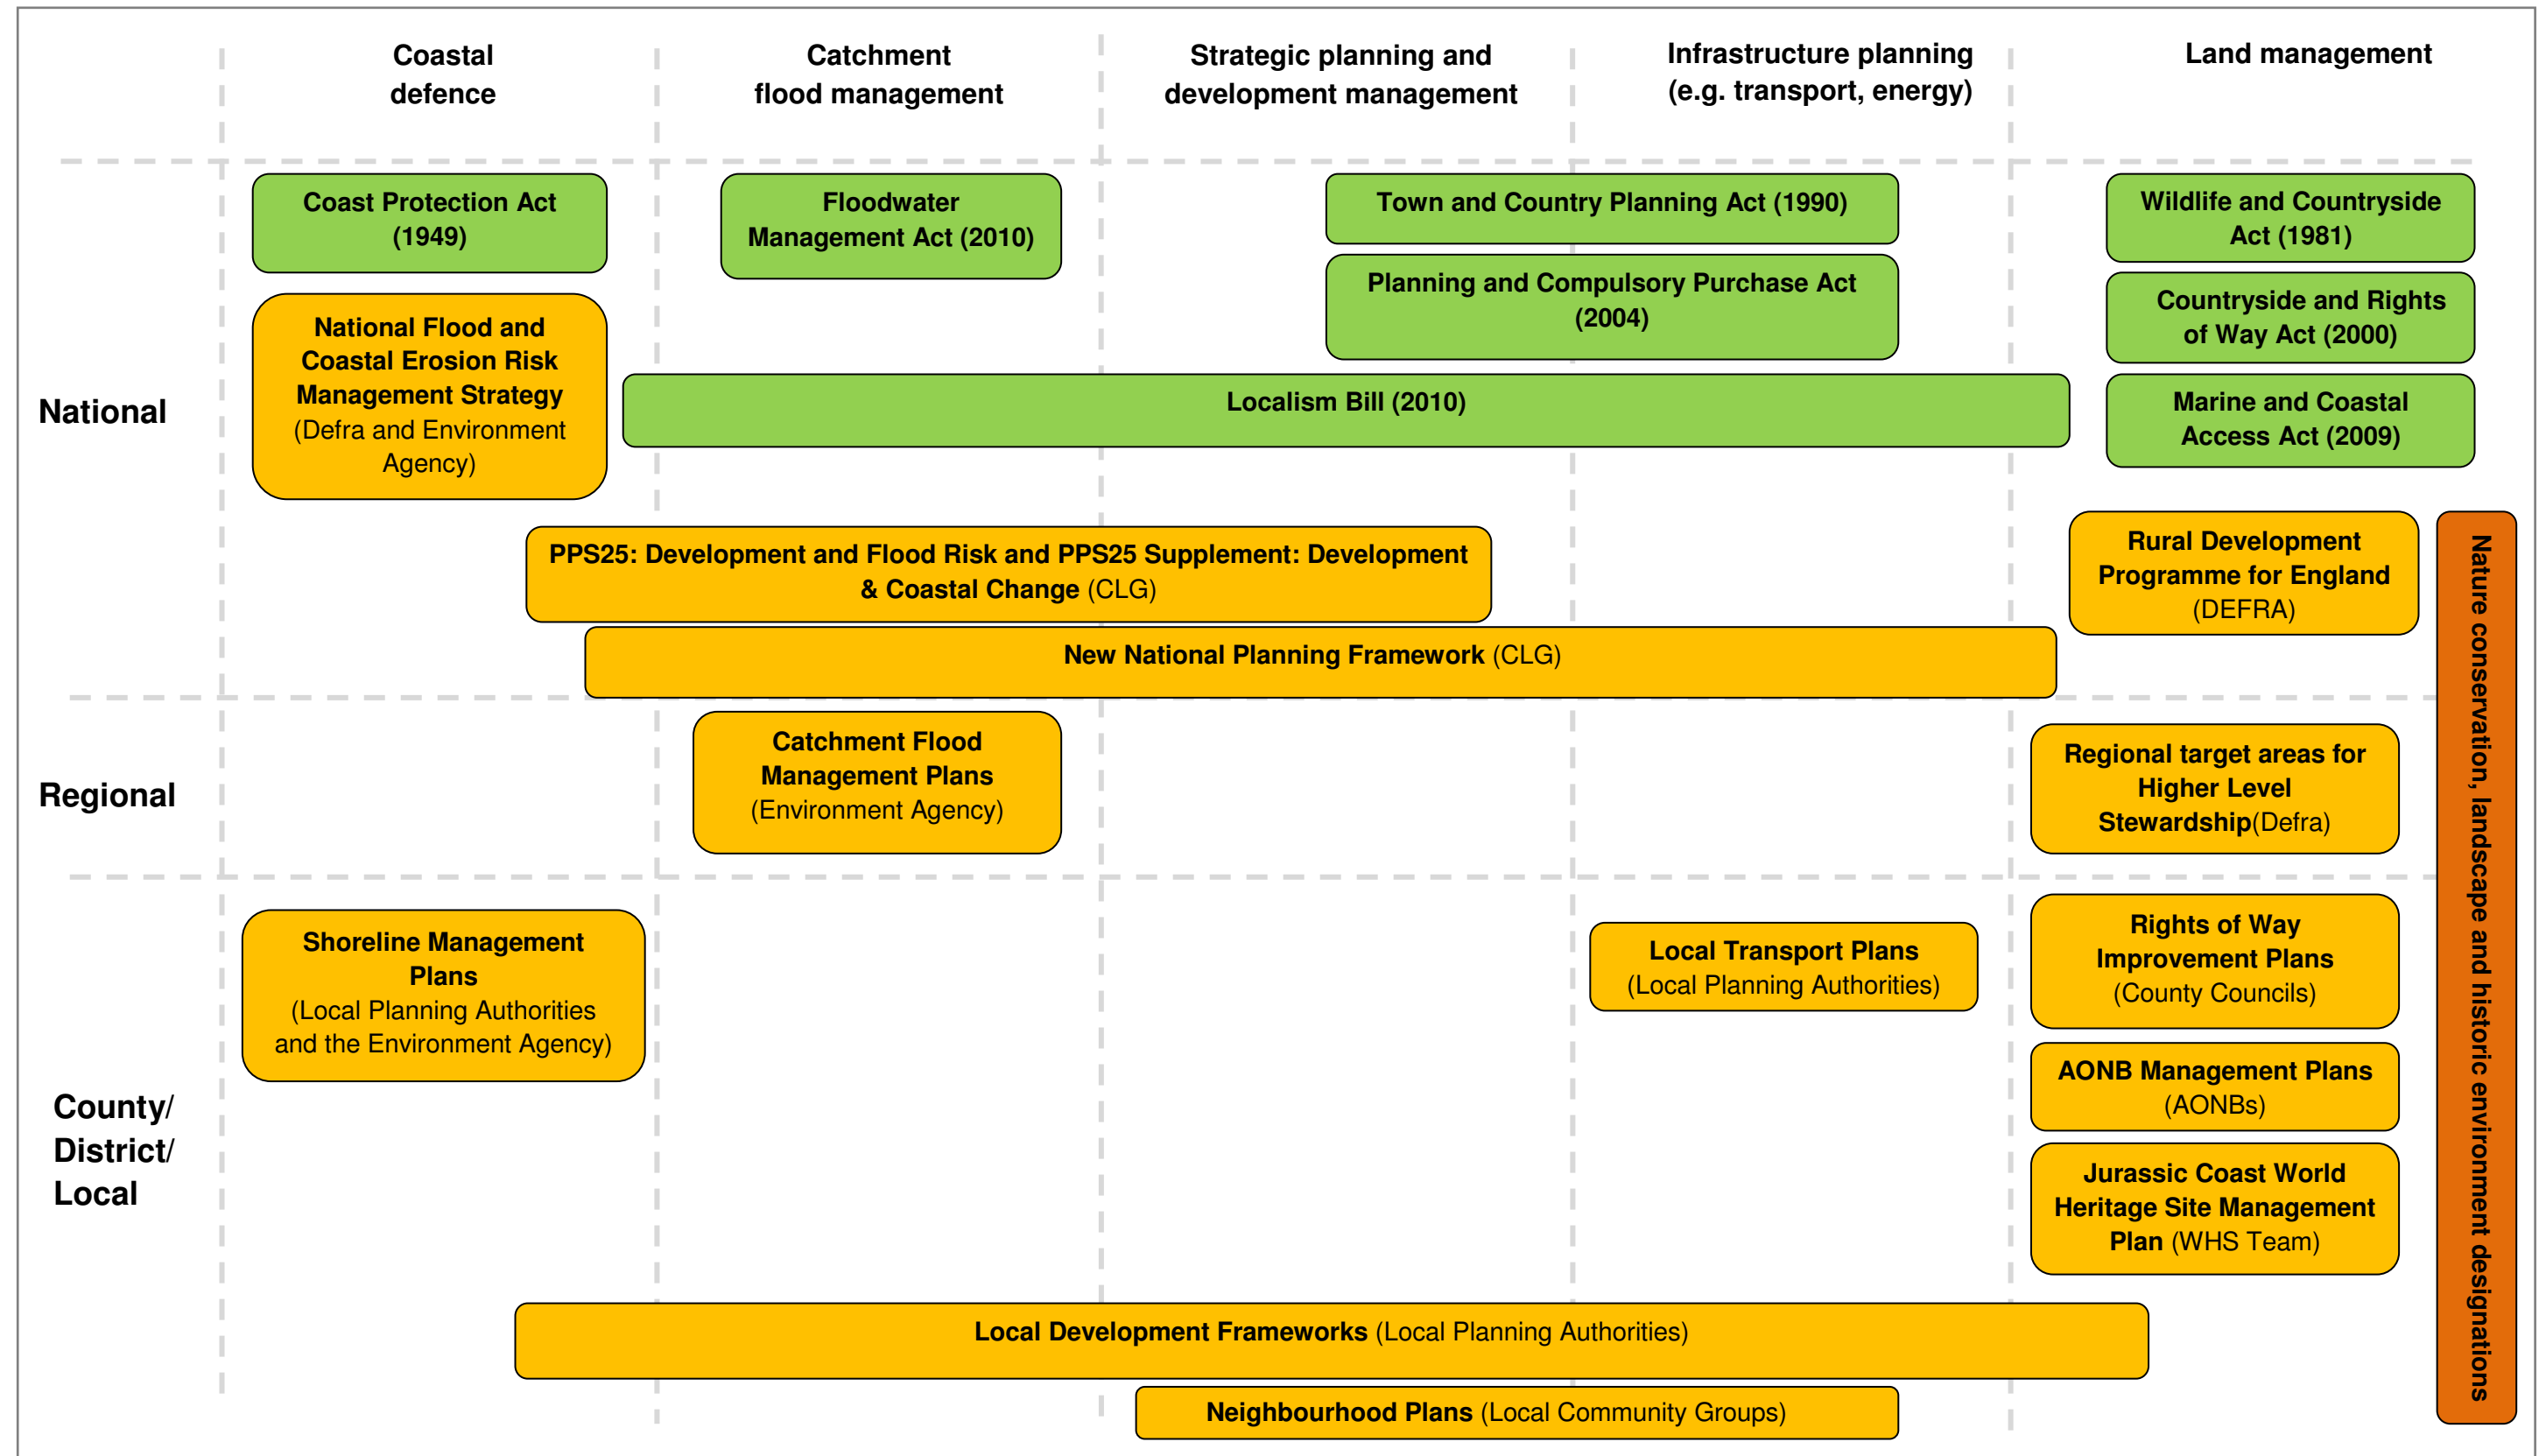 Coastal
defence
Catchment
flood management
Strategic planning and
development management
Infrastructure planning
(e.g. transport, energy)
Land management
National
Coast Protection Act
(1949)
Floodwater
Management Act (2010)
Town and Country Planning Act (1990)
Planning and Compulsory Purchase Act
(2004)
Wildlife and Countryside
Act (1981)
Countryside and Rights
of Way Act (2000)
Marine and Coastal
Access Act (2009)
National Flood and
Coastal Erosion Risk
Management Strategy
(Defra and Environment
Agency)
Localism Bill (2010)
PPS25: Development and Flood Risk and PPS25 Supplement: Development
& Coastal Change (CLG)
Rural Development
Programme for England
(DEFRA)
New National Planning Framework (CLG)
Nature conservation, landscape and historic environment designations
Regional
Catchment Flood
Management Plans
(Environment Agency)
Regional target areas for
Higher Level
Stewardship(Defra)
County/
District/
Local
Shoreline Management
Plans
(Local Planning Authorities
and the Environment Agency)
Local Transport Plans
(Local Planning Authorities)
Rights of Way
Improvement Plans
(County Councils)
AONB Management Plans
(AONBs)
Jurassic Coast World
Heritage Site Management
Plan (WHS Team)
Local Development Frameworks (Local Planning Authorities)
Neighbourhood Plans (Local Community Groups)